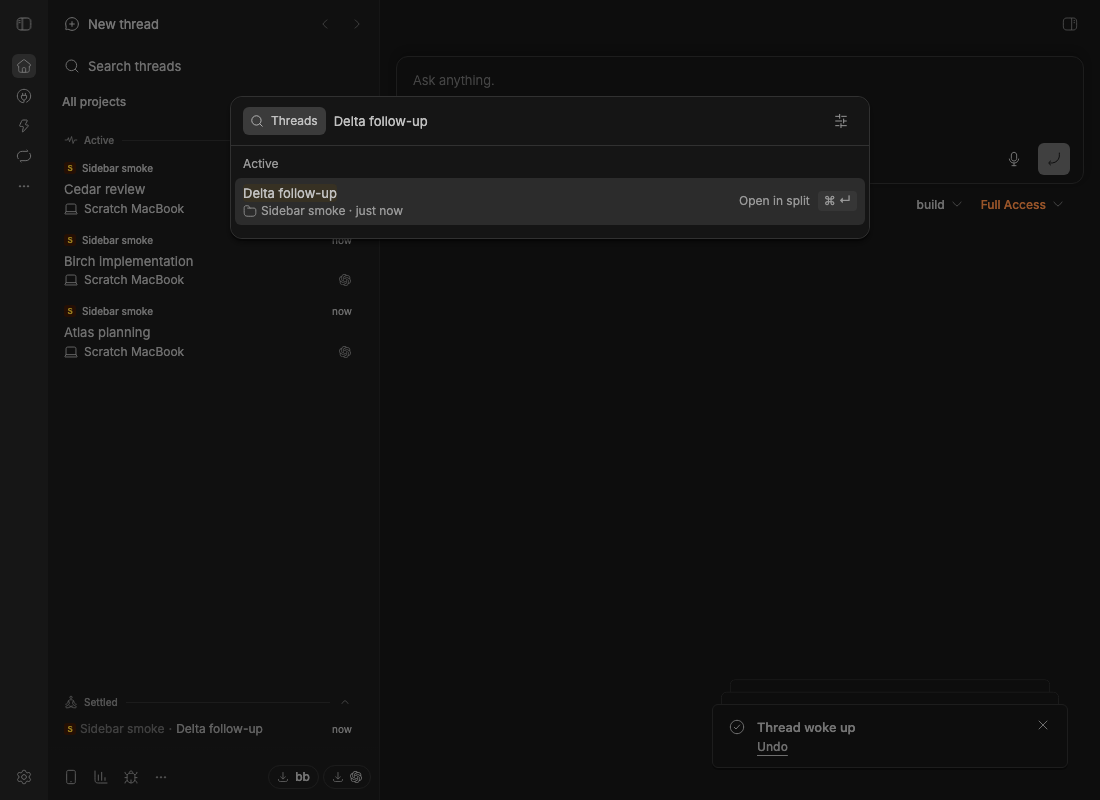 New thread
Search threads
All projects
Active
S Sidebar smoke
Cedar review
Scratch MacBook
S Sidebar smoke now
Birch implementation
Scratch MacBook
S Sidebar smoke now
Atlas planning
Scratch MacBook
Settled
S Sidebar smoke · Delta follow-up now
bb
Ask anything.
build Full Access
Threads Delta follow-up
Active
Delta follow-up
Sidebar smoke · just now
Open in split ⌘ ↵
Thread woke up
Undo